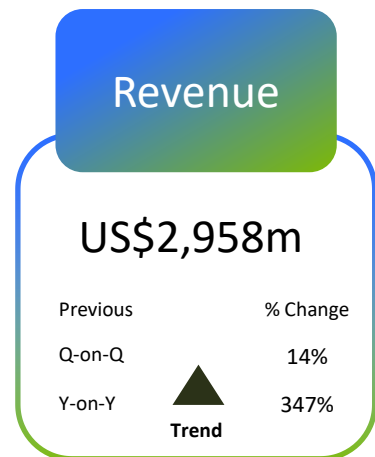 Revenue
US$2,958m
Previous % Change
Q-on-Q 14%
Y-on-Y 347%
Trend